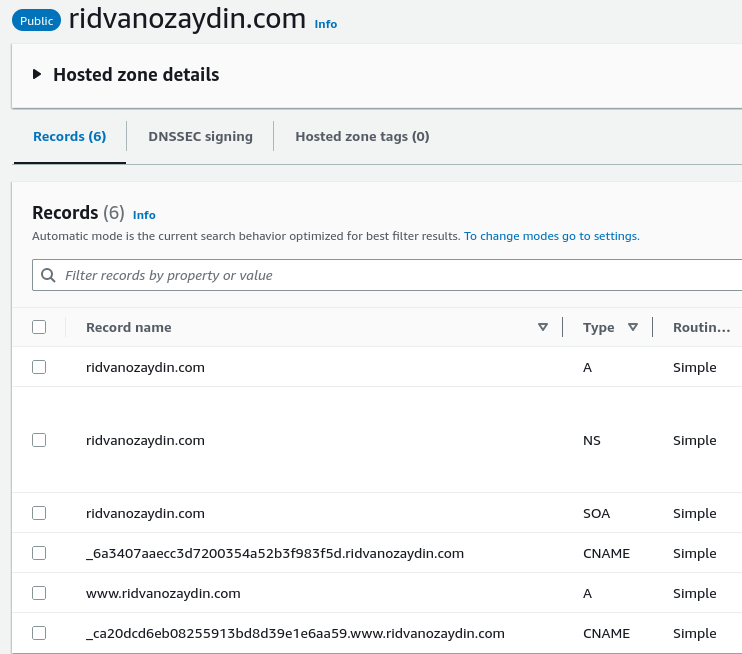 Public ridvanozaydin.com Info
Hosted zone details
Records (6) DNSSEC signing Hosted zone tags (0)
Records (6) Info
Automatic mode is the current search behavior optimized for best filter results. To change modes go to settings.
Filter records by property or value
Record name Type Routin...
ridvanozaydin.com A Simple
ridvanozaydin.com NS Simple
ridvanozaydin.com SOA Simple
_6a3407aaecc3d7200354a52b3f983f5d.ridvanozaydin.com CNAME Simple
www.ridvanozaydin.com A Simple
_ca20dcd6eb08255913bd8d39e1e6aa59.www.ridvanozaydin.com CNAME Simple